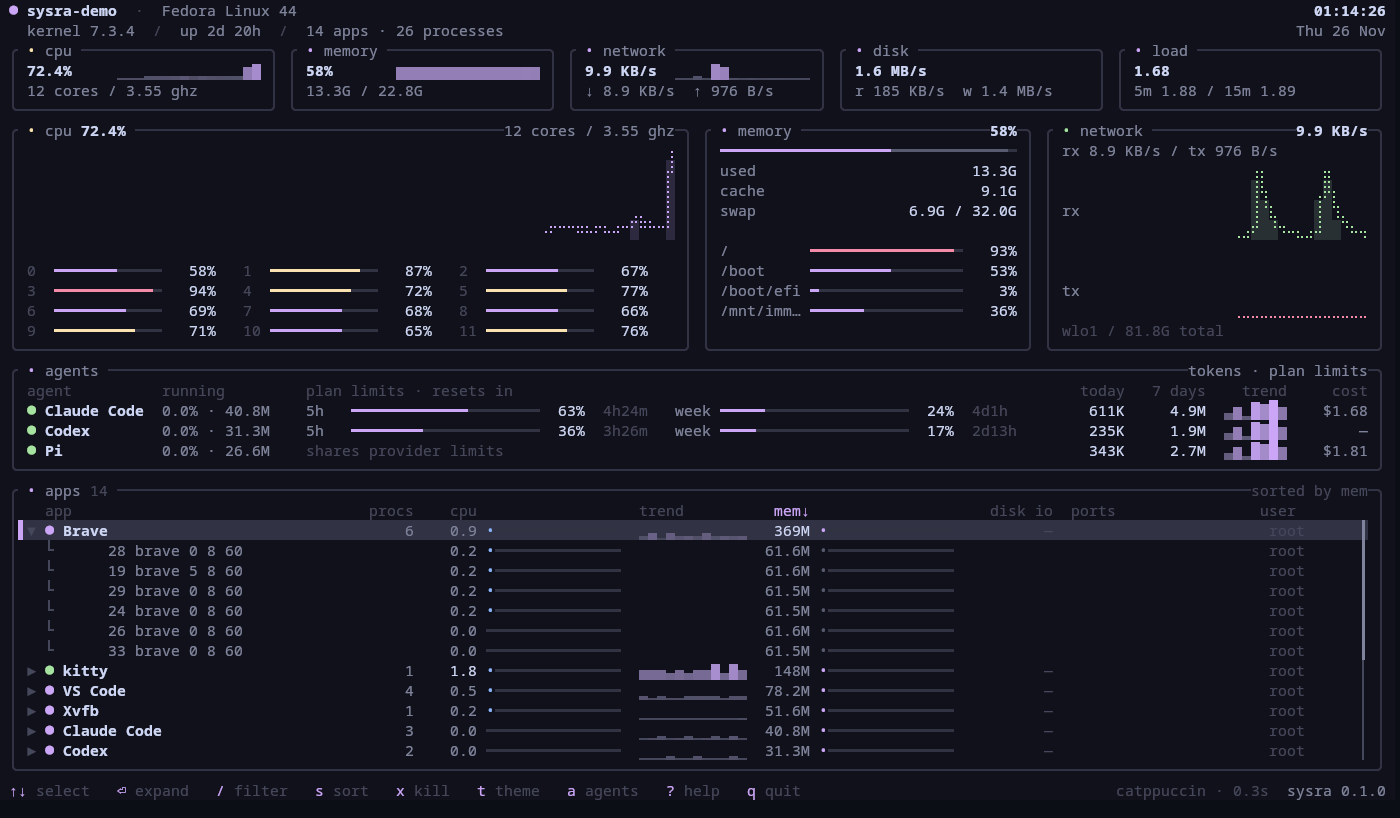 sysra-demo · Fedora Linux 44 01:14:26
kernel 7.3.4 / up 2d 20h / 14 apps · 26 processes Thu 26 Nov
cpu memory network disk load
72.4% 58% 9.9 KB/s 1.6 MB/s 1.68
12 cores / 3.55 ghz 13.3G / 22.8G ↓ 8.9 KB/s ↑ 976 B/s r 185 KB/s w 1.4 MB/s 5m 1.88 / 15m 1.89
cpu 72.4% 12 cores / 3.55 ghz memory 58% network 9.9 KB/s
rx 8.9 KB/s / tx 976 B/s
used 13.3G
cache 9.1G
swap 6.9G / 32.0G rx
/ 93%
0 58% 1 87% 2 67% /boot 53%
3 94% 4 72% 5 77% /boot/efi 3% tx
6 69% 7 68% 8 66% /mnt/imm… 36%
9 71% 10 65% 11 76% wlo1 / 81.8G total
agents tokens · plan limits
agent running plan limits · resets in today 7 days trend cost
Claude Code 0.0% · 40.8M 5h 63% 4h24m week 24% 4d1h 611K 4.9M $1.68
Codex 0.0% · 31.3M 5h 36% 3h26m week 17% 2d13h 235K 1.9M —
Pi 0.0% · 26.6M shares provider limits 343K 2.7M $1.81
apps 14 sorted by mem
app procs cpu trend mem↓ disk io ports user
▼ Brave 6 0.9 369M — root
└ 28 brave 0 8 60 0.2 61.6M root
└ 19 brave 5 8 60 0.2 61.6M root
└ 29 brave 0 8 60 0.2 61.5M root
└ 24 brave 0 8 60 0.2 61.5M root
└ 26 brave 0 8 60 0.0 61.6M root
└ 33 brave 0 8 60 0.0 61.5M root
▶ kitty 1 1.8 148M — root
▶ VS Code 4 0.5 78.2M — root
▶ Xvfb 1 0.2 51.6M — root
▶ Claude Code 3 0.0 40.8M — root
▶ Codex 2 0.0 31.3M — root
↑↓ select ⏎ expand / filter s sort x kill t theme a agents ? help q quit catppuccin · 0.3s sysra 0.1.0